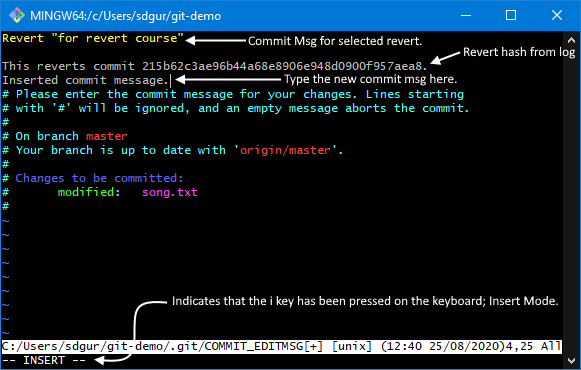 MINGW64:/c/Users/sdgur/git-demo
Revert "for revert course"
Commit Msg for selected revert.
Revert hash from log
This reverts commit 215b62c3ae96b44a68e8906e948d0900f957aea8.
Inserted commit message.
Type the new commit msg here.
# Please enter the commit message for your changes. Lines starting
# with '#' will be ignored, and an empty message aborts the commit.
#
# On branch master
# Your branch is up to date with 'origin/master'.
#
# Changes to be committed:
#       modified:   song.txt
#
~
~
~
~
~
~
Indicates that the i key has been pressed on the keyboard; Insert Mode.
~
~
~
C:/Users/sdgur/git-demo/.git/COMMIT_EDITMSG[+] [unix] (12:40 25/08/2020)4,25 All
-- INSERT --